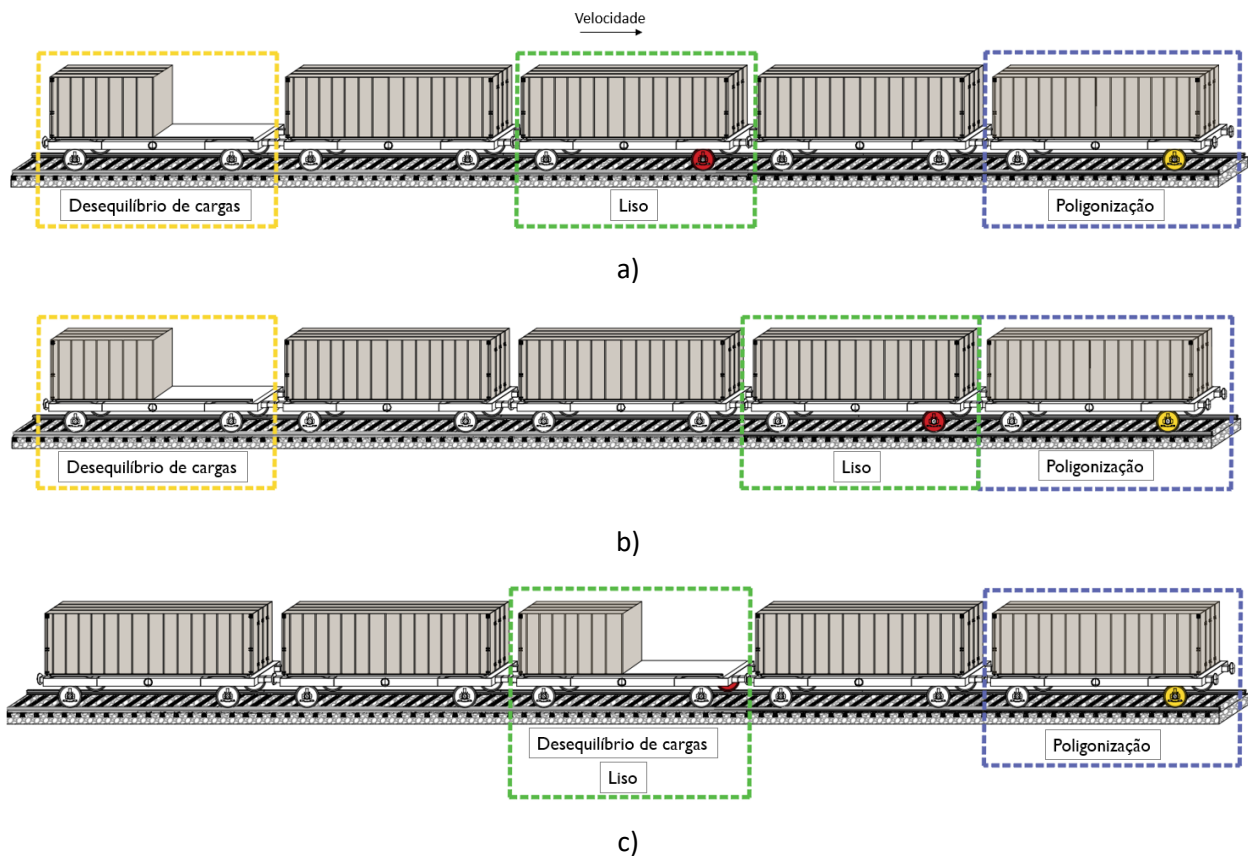 Velocidade
Desequilíbrio de cargas
Liso
Poligonização
a)
Desequilíbrio de cargas
Liso
Poligonização
b)
Desequilíbrio de cargas
Liso
Poligonização
c)